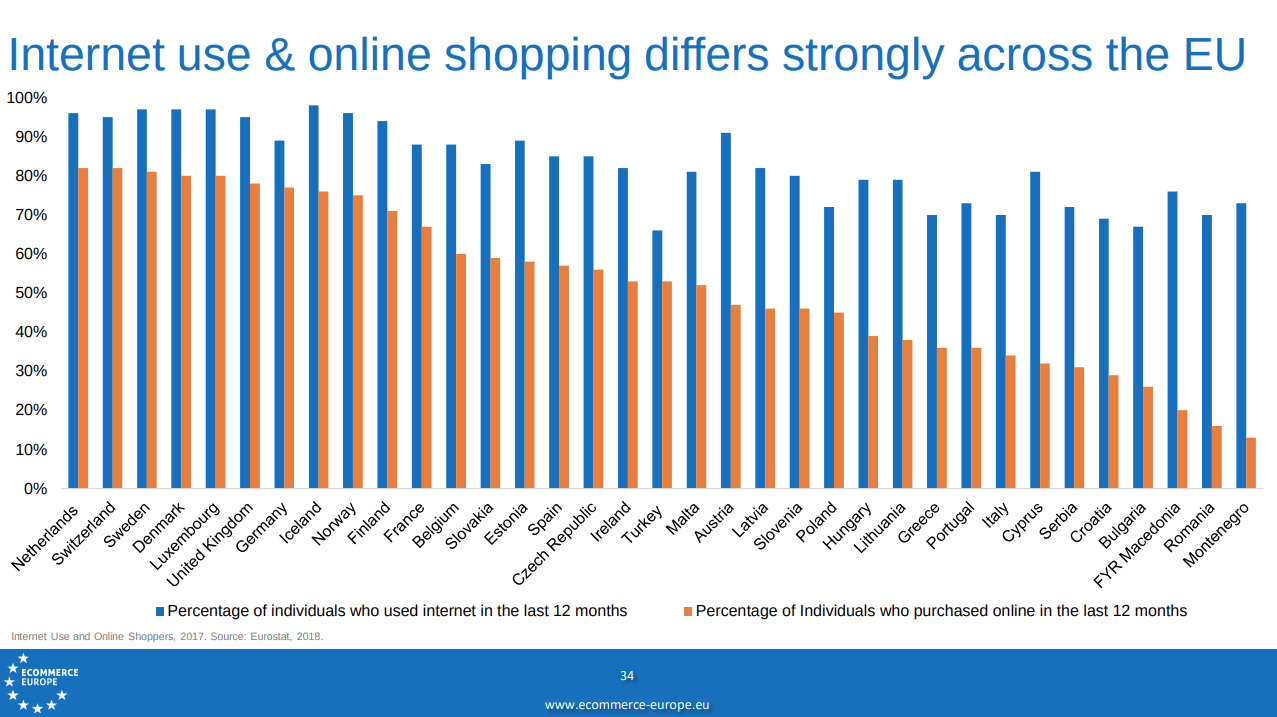 Internet use & online shopping differs strongly across the EU
100%
90%
80%
70%
60%
50%
40%
30%
20%
10%
0%
Netherlands
Switzerland
Sweden
Denmark
Luxembourg
United Kingdom
Germany
Iceland
Norway
Finland
France
Belgium
Slovakia
Estonia
Spain
Czech Republic
Ireland
Turkey
Malta
Austria
Latvia
Slovenia
Poland
Hungary
Lithuania
Greece
Portugal
Italy
Cyprus
Serbia
Croatia
Bulgaria
FYR Macedonia
Romania
Montenegro
Percentage of individuals who used internet in the last 12 months
Percentage of Individuals who purchased online in the last 12 months
Internet Use and Online Shoppers, 2017. Source: Eurostat, 2018.
ECOMMERCE
EUROPE
34
www.ecommerce-europe.eu